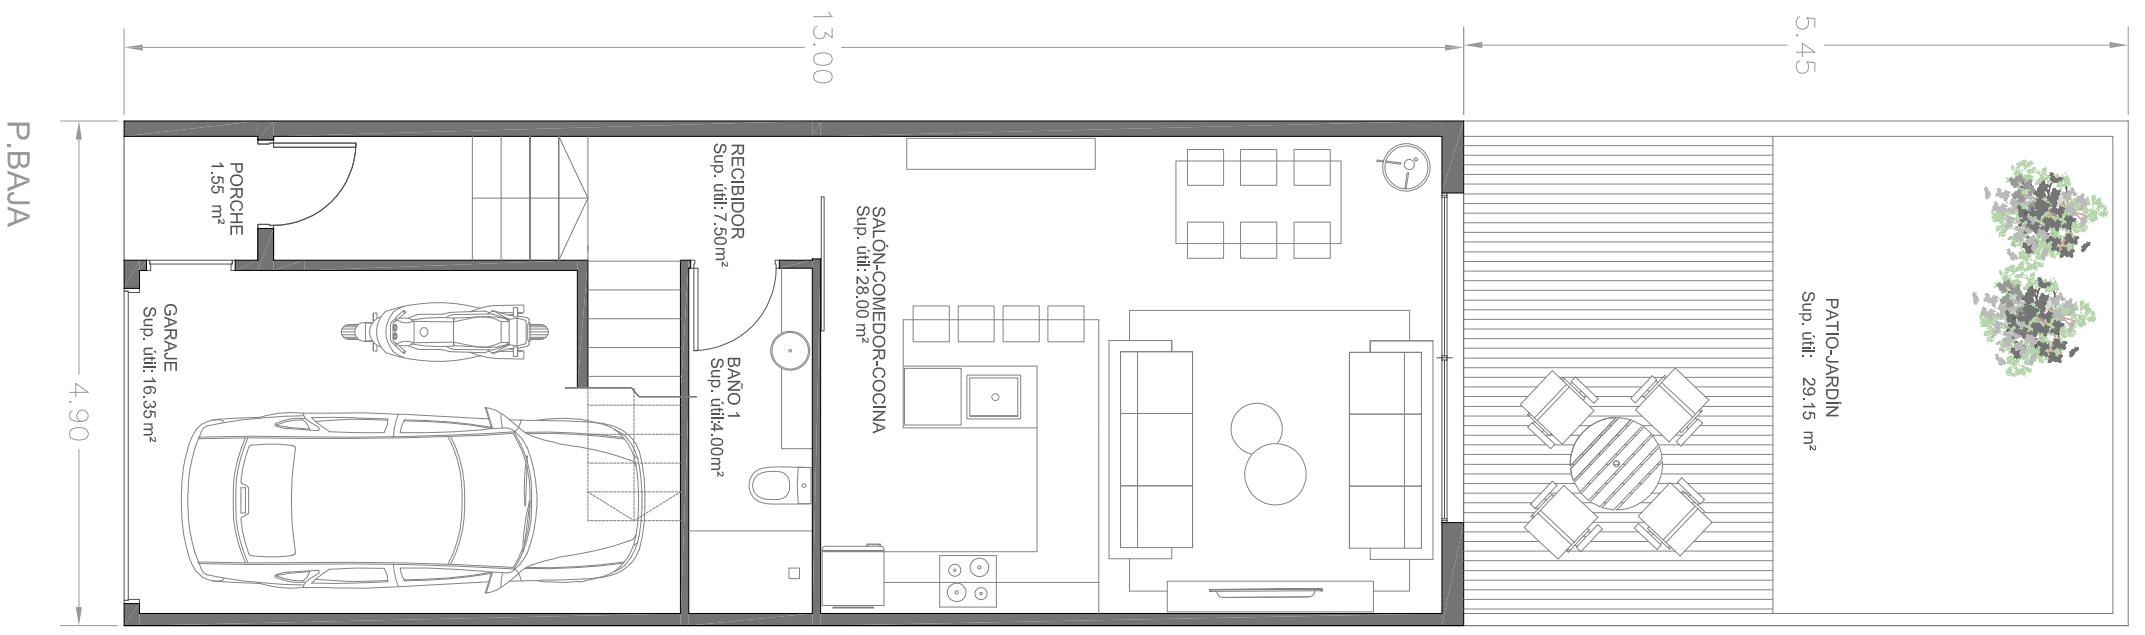 P.BAJA
13.00
5.45
4.90
PORCHE
1.55 m²
RECIBIDOR
Sup. útil: 7.50m²
GARAJE
Sup. útil: 16.35 m²
BAÑO 1
Sup. útil:4.00m²
SALÓN-COMEDOR-COCINA
Sup. útil: 28.00 m²
PATIO-JARDÍN
Sup. útil: 29.15 m²